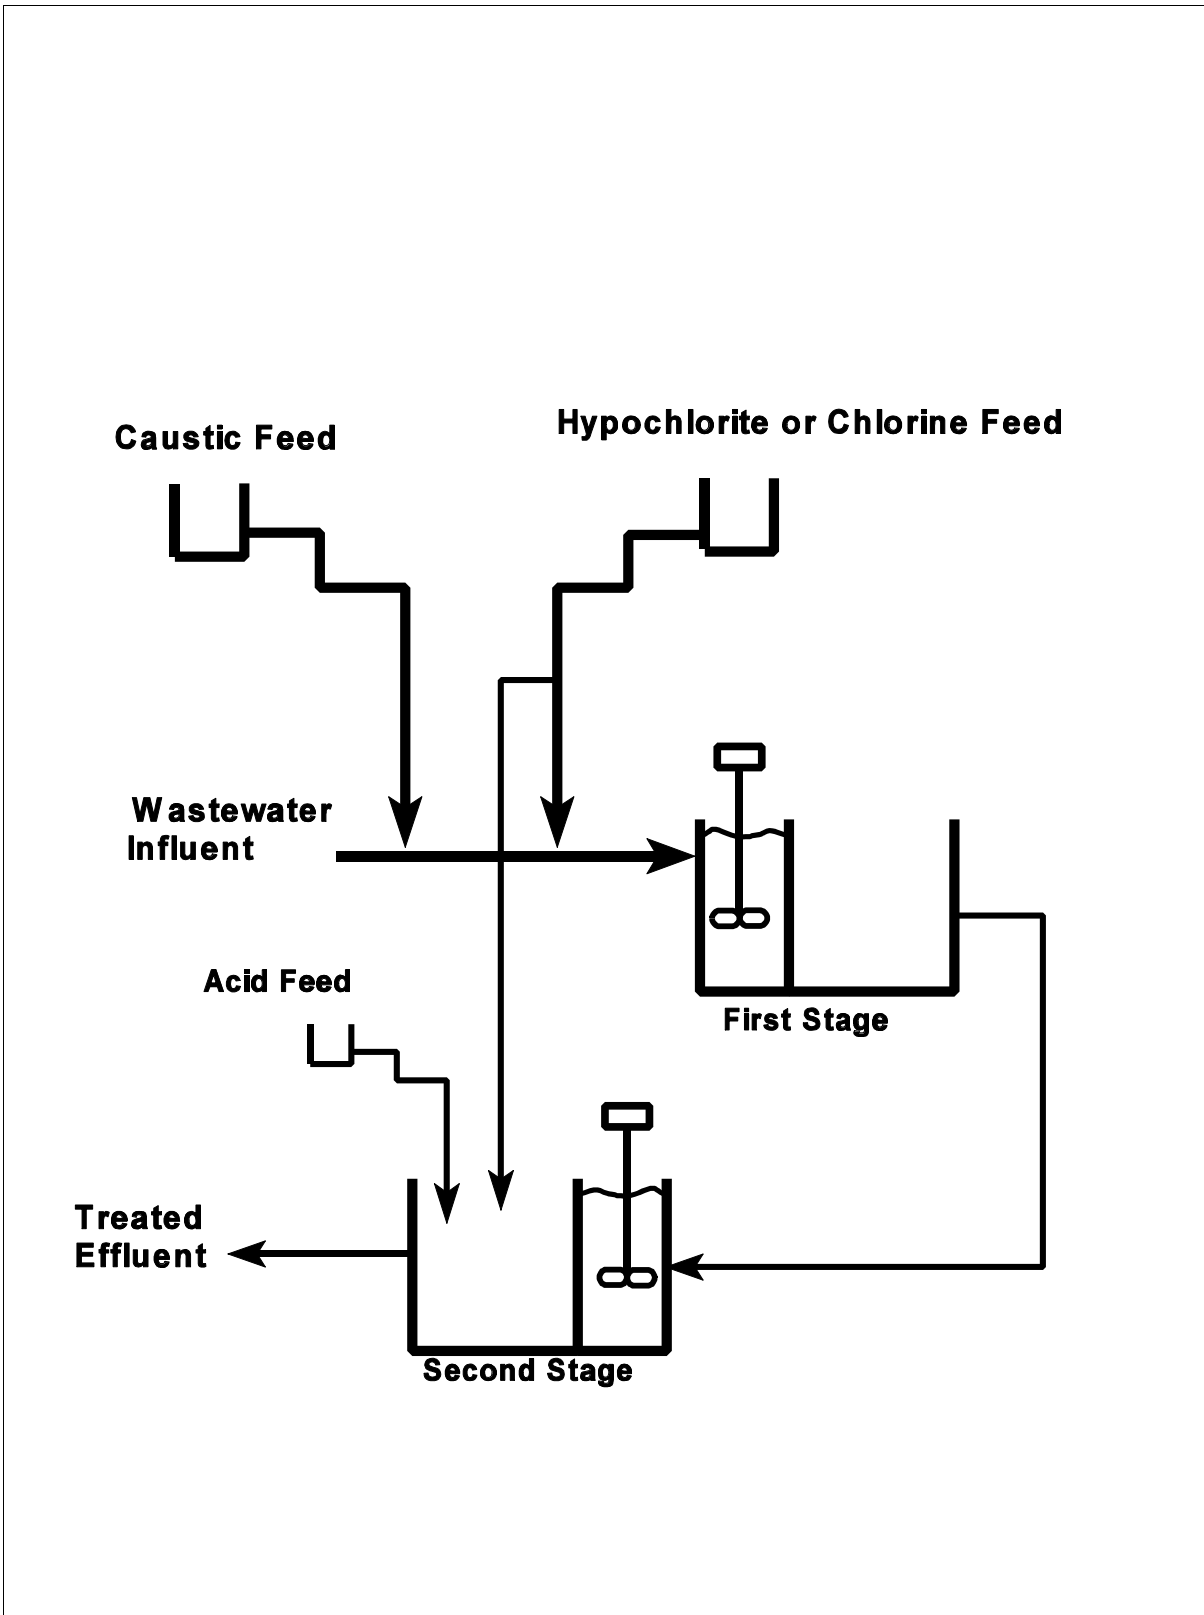 Caustic Feed
Hypochlorite or Chlorine Feed
Wastewater
Influent
Acid Feed
First Stage
Treated
Effluent
Second Stage